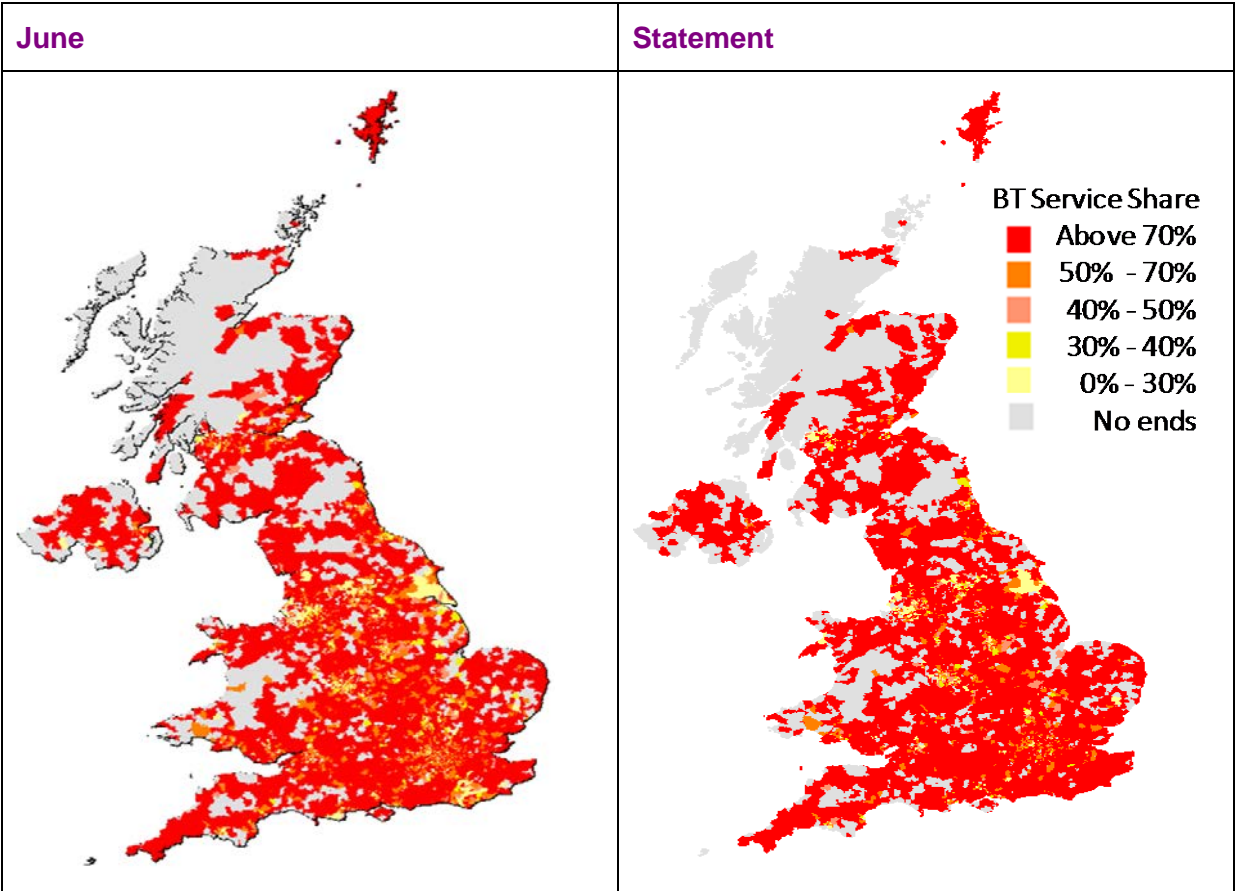 June
Statement
BT Service Share
Above 70%
50% - 70%
40% - 50%
30% - 40%
0% - 30%
No ends